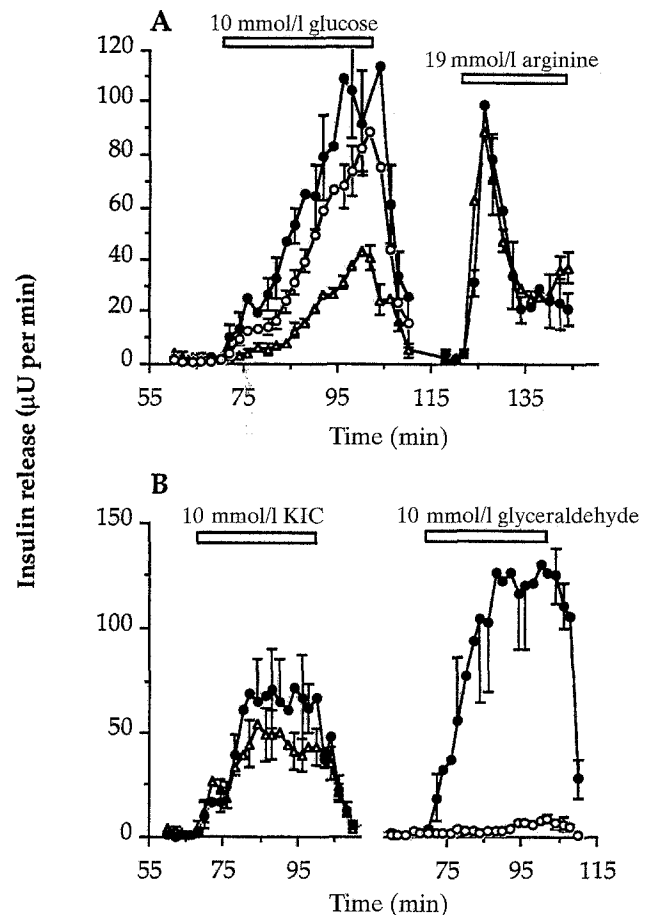 A
10 mmol/l glucose
19 mmol/l arginine
120
100
80
60
40
20
0
55 75 95 115 135
Time (min)
Insulin release (µU per min)
B
10 mmol/l KIC
10 mmol/l glyceraldehyde
150
100
50
0
55 75 95 75 95 115
Time (min)